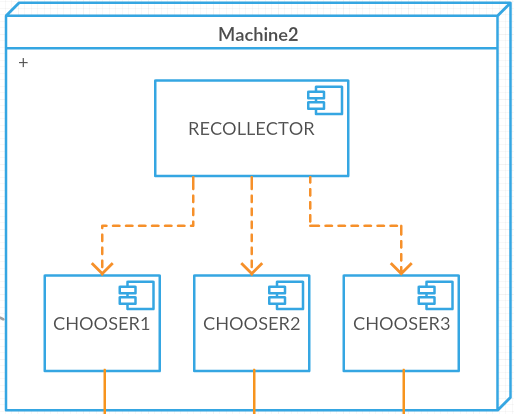 Machine2
+
RECOLLECTOR
CHOOSER1 CHOOSER2 CHOOSER3